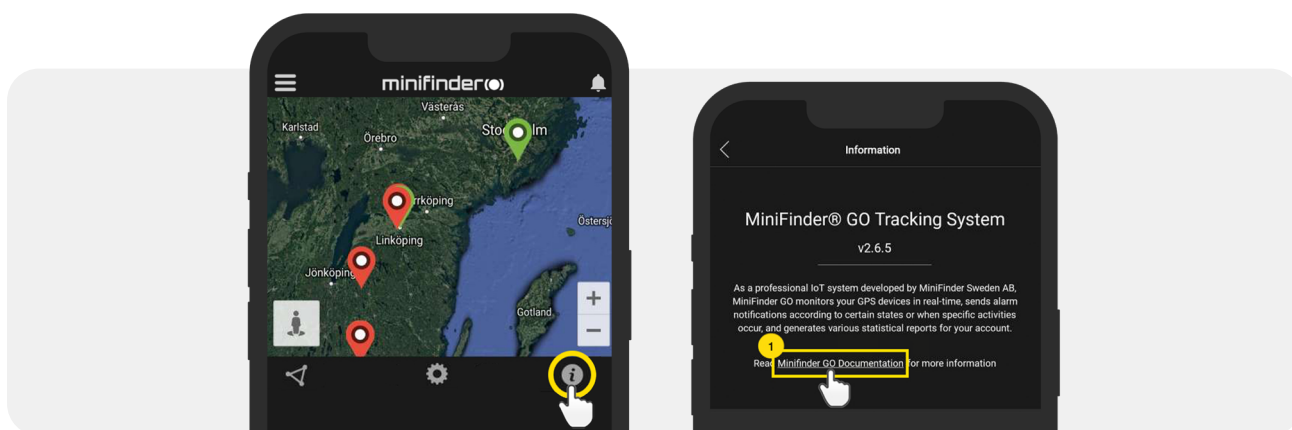 minifinder
Västerås
Karlstad
Örebro
Sto lm
rrköping
Östersjö
Linköping
Jönköping
Gotland
+
−
i
Information
MiniFinder® GO Tracking System
v2.6.5
As a professional IoT system developed by MiniFinder Sweden AB,
MiniFinder GO monitors your GPS devices in real-time, sends alarm
notifications according to certain states or when specific activities
occur, and generates various statistical reports for your account.
1
Read Minifinder GO Documentation for more information